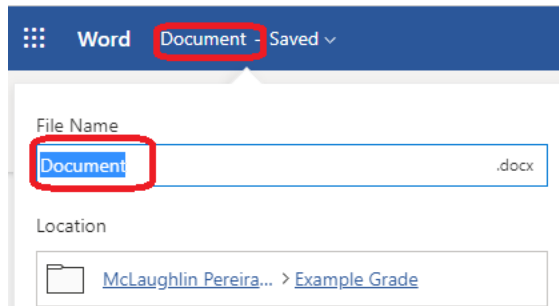 Word Document - Saved
File Name
Document .docx
Location
McLaughlin Pereira... > Example Grade